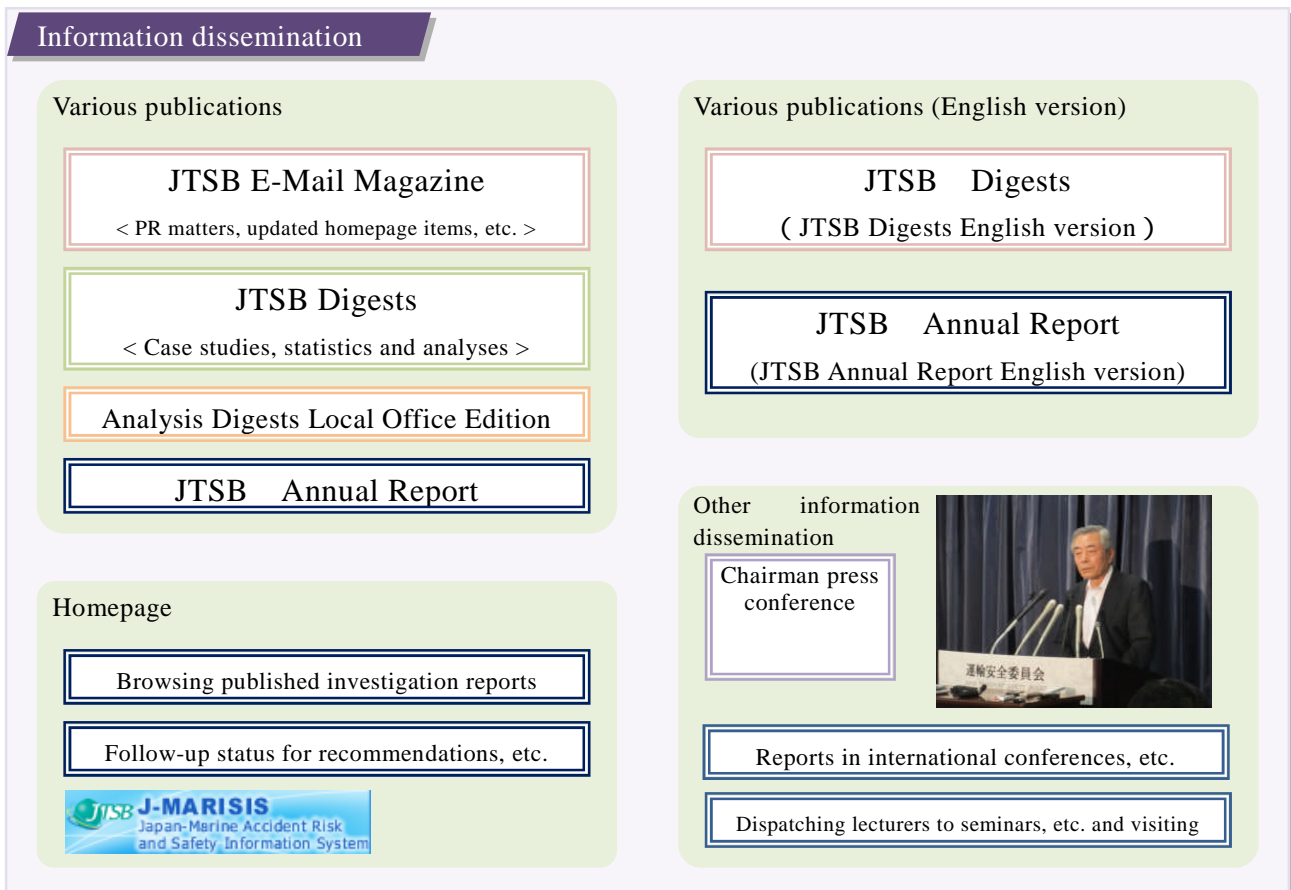 Information dissemination
Various publications
JTSB E-Mail Magazine
< PR matters, updated homepage items, etc. >
JTSB Digests
< Case studies, statistics and analyses >
Analysis Digests Local Office Edition
JTSB Annual Report
Homepage
Browsing published investigation reports
Follow-up status for recommendations, etc.
JTSB J-MARISIS
Japan-Marine Accident Risk
and Safety Information System
Various publications (English version)
JTSB Digests
( JTSB Digests English version )
JTSB Annual Report
(JTSB Annual Report English version)
Other information
dissemination
Chairman press
conference
運輸安全委員会
Reports in international conferences, etc.
Dispatching lecturers to seminars, etc. and visiting